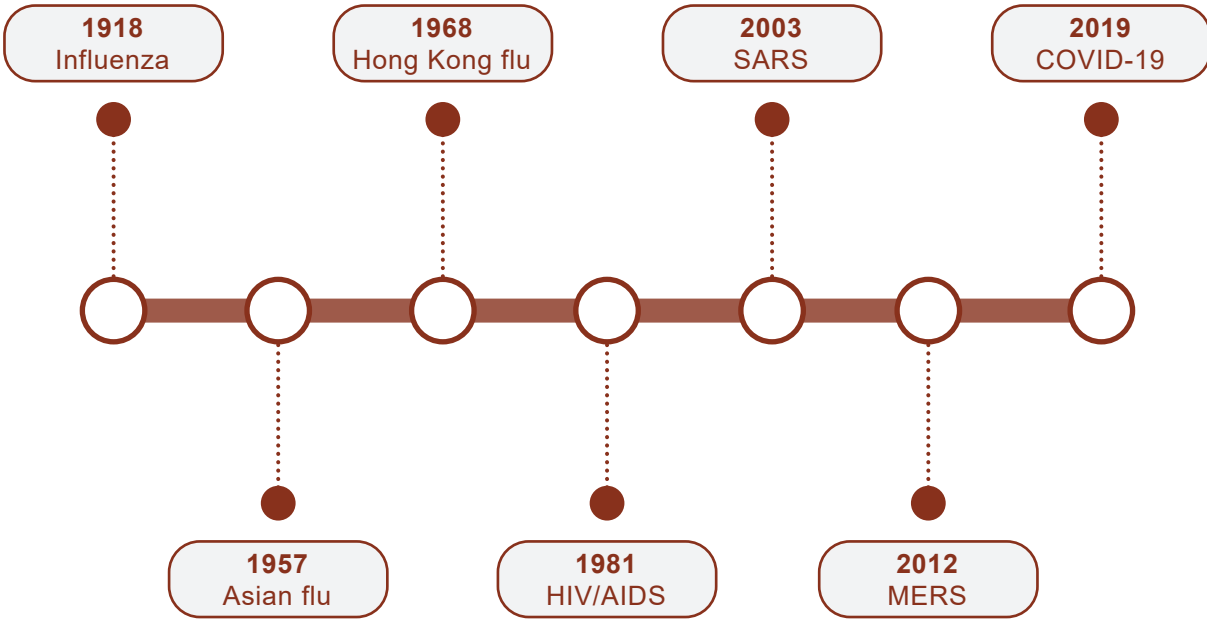 1918
Influenza
1968
Hong Kong flu
2003
SARS
2019
COVID-19
1957
Asian flu
1981
HIV/AIDS
2012
MERS